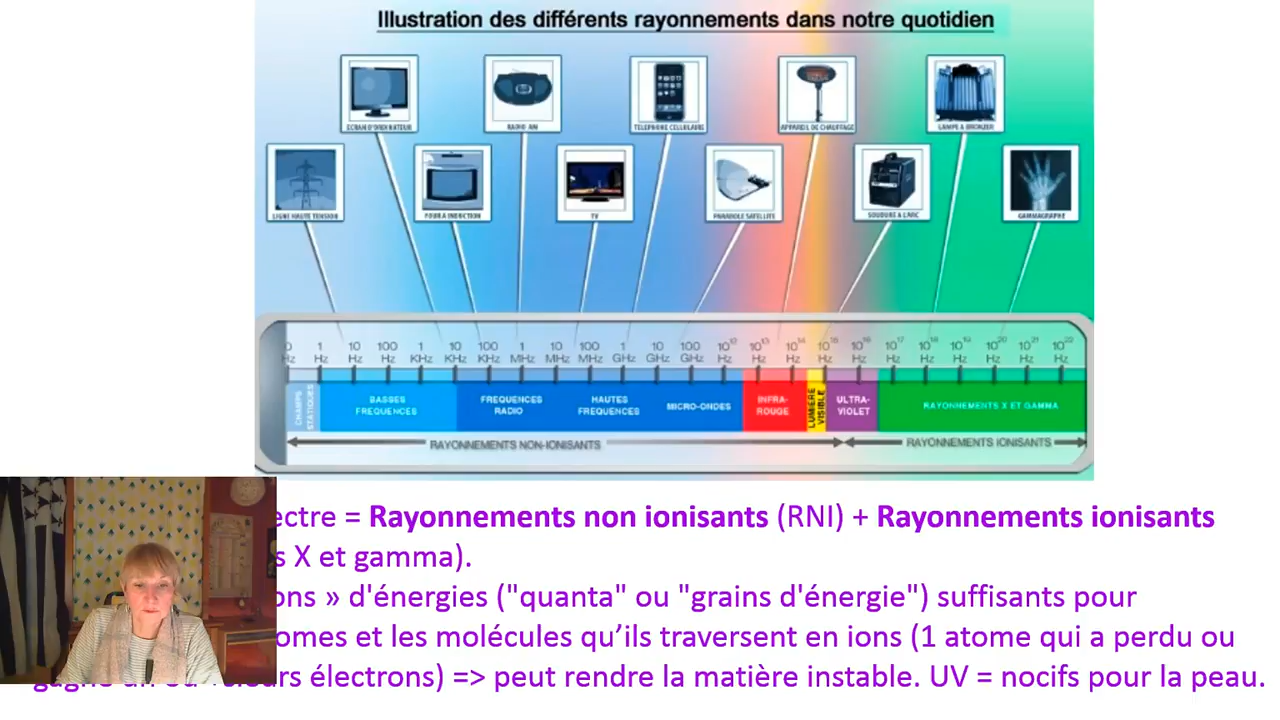 Illustration des différents rayonnements dans notre quotidien
ECRAN D'ORDINATEUR
RADIO AM
TELEPHONE CELLULAIRE
APPAREIL DE CHAUFFAGE
LAMPE A BRONZER
LIGNE HAUTE TENSION
FOUR A INDUCTION
TV
PARABOLE SATELLITE
SOUDURE A L'ARC
GAMMAGRAPHE
0 Hz
1 Hz
10 Hz
100 Hz
1 KHz
10 KHz
100 KHz
1 MHz
10 MHz
100 MHz
1 GHz
10 GHz
100 GHz
10¹² Hz
10¹³ Hz
10¹⁴ Hz
10¹⁵ Hz
10¹⁶ Hz
10¹⁷ Hz
10¹⁸ Hz
10¹⁹ Hz
10²⁰ Hz
10²¹ Hz
10²² Hz
CHAMPS
STATIQUES
BASSES
FREQUENCES
FREQUENCES
RADIO
HAUTES
FREQUENCES
MICRO-ONDES
INFRA-
ROUGE
LUMIERE
VISIBLE
ULTRA-
VIOLET
RAYONNEMENTS X ET GAMMA
RAYONNEMENTS NON-IONISANTS
RAYONNEMENTS IONISANTS
ectre = Rayonnements non ionisants (RNI) + Rayonnements ionisants
s X et gamma).
ons » d'énergies ("quanta" ou "grains d'énergie") suffisants pour
omes et les molécules qu'ils traversent en ions (1 atome qui a perdu ou
électrons) => peut rendre la matière instable. UV = nocifs pour la peau.